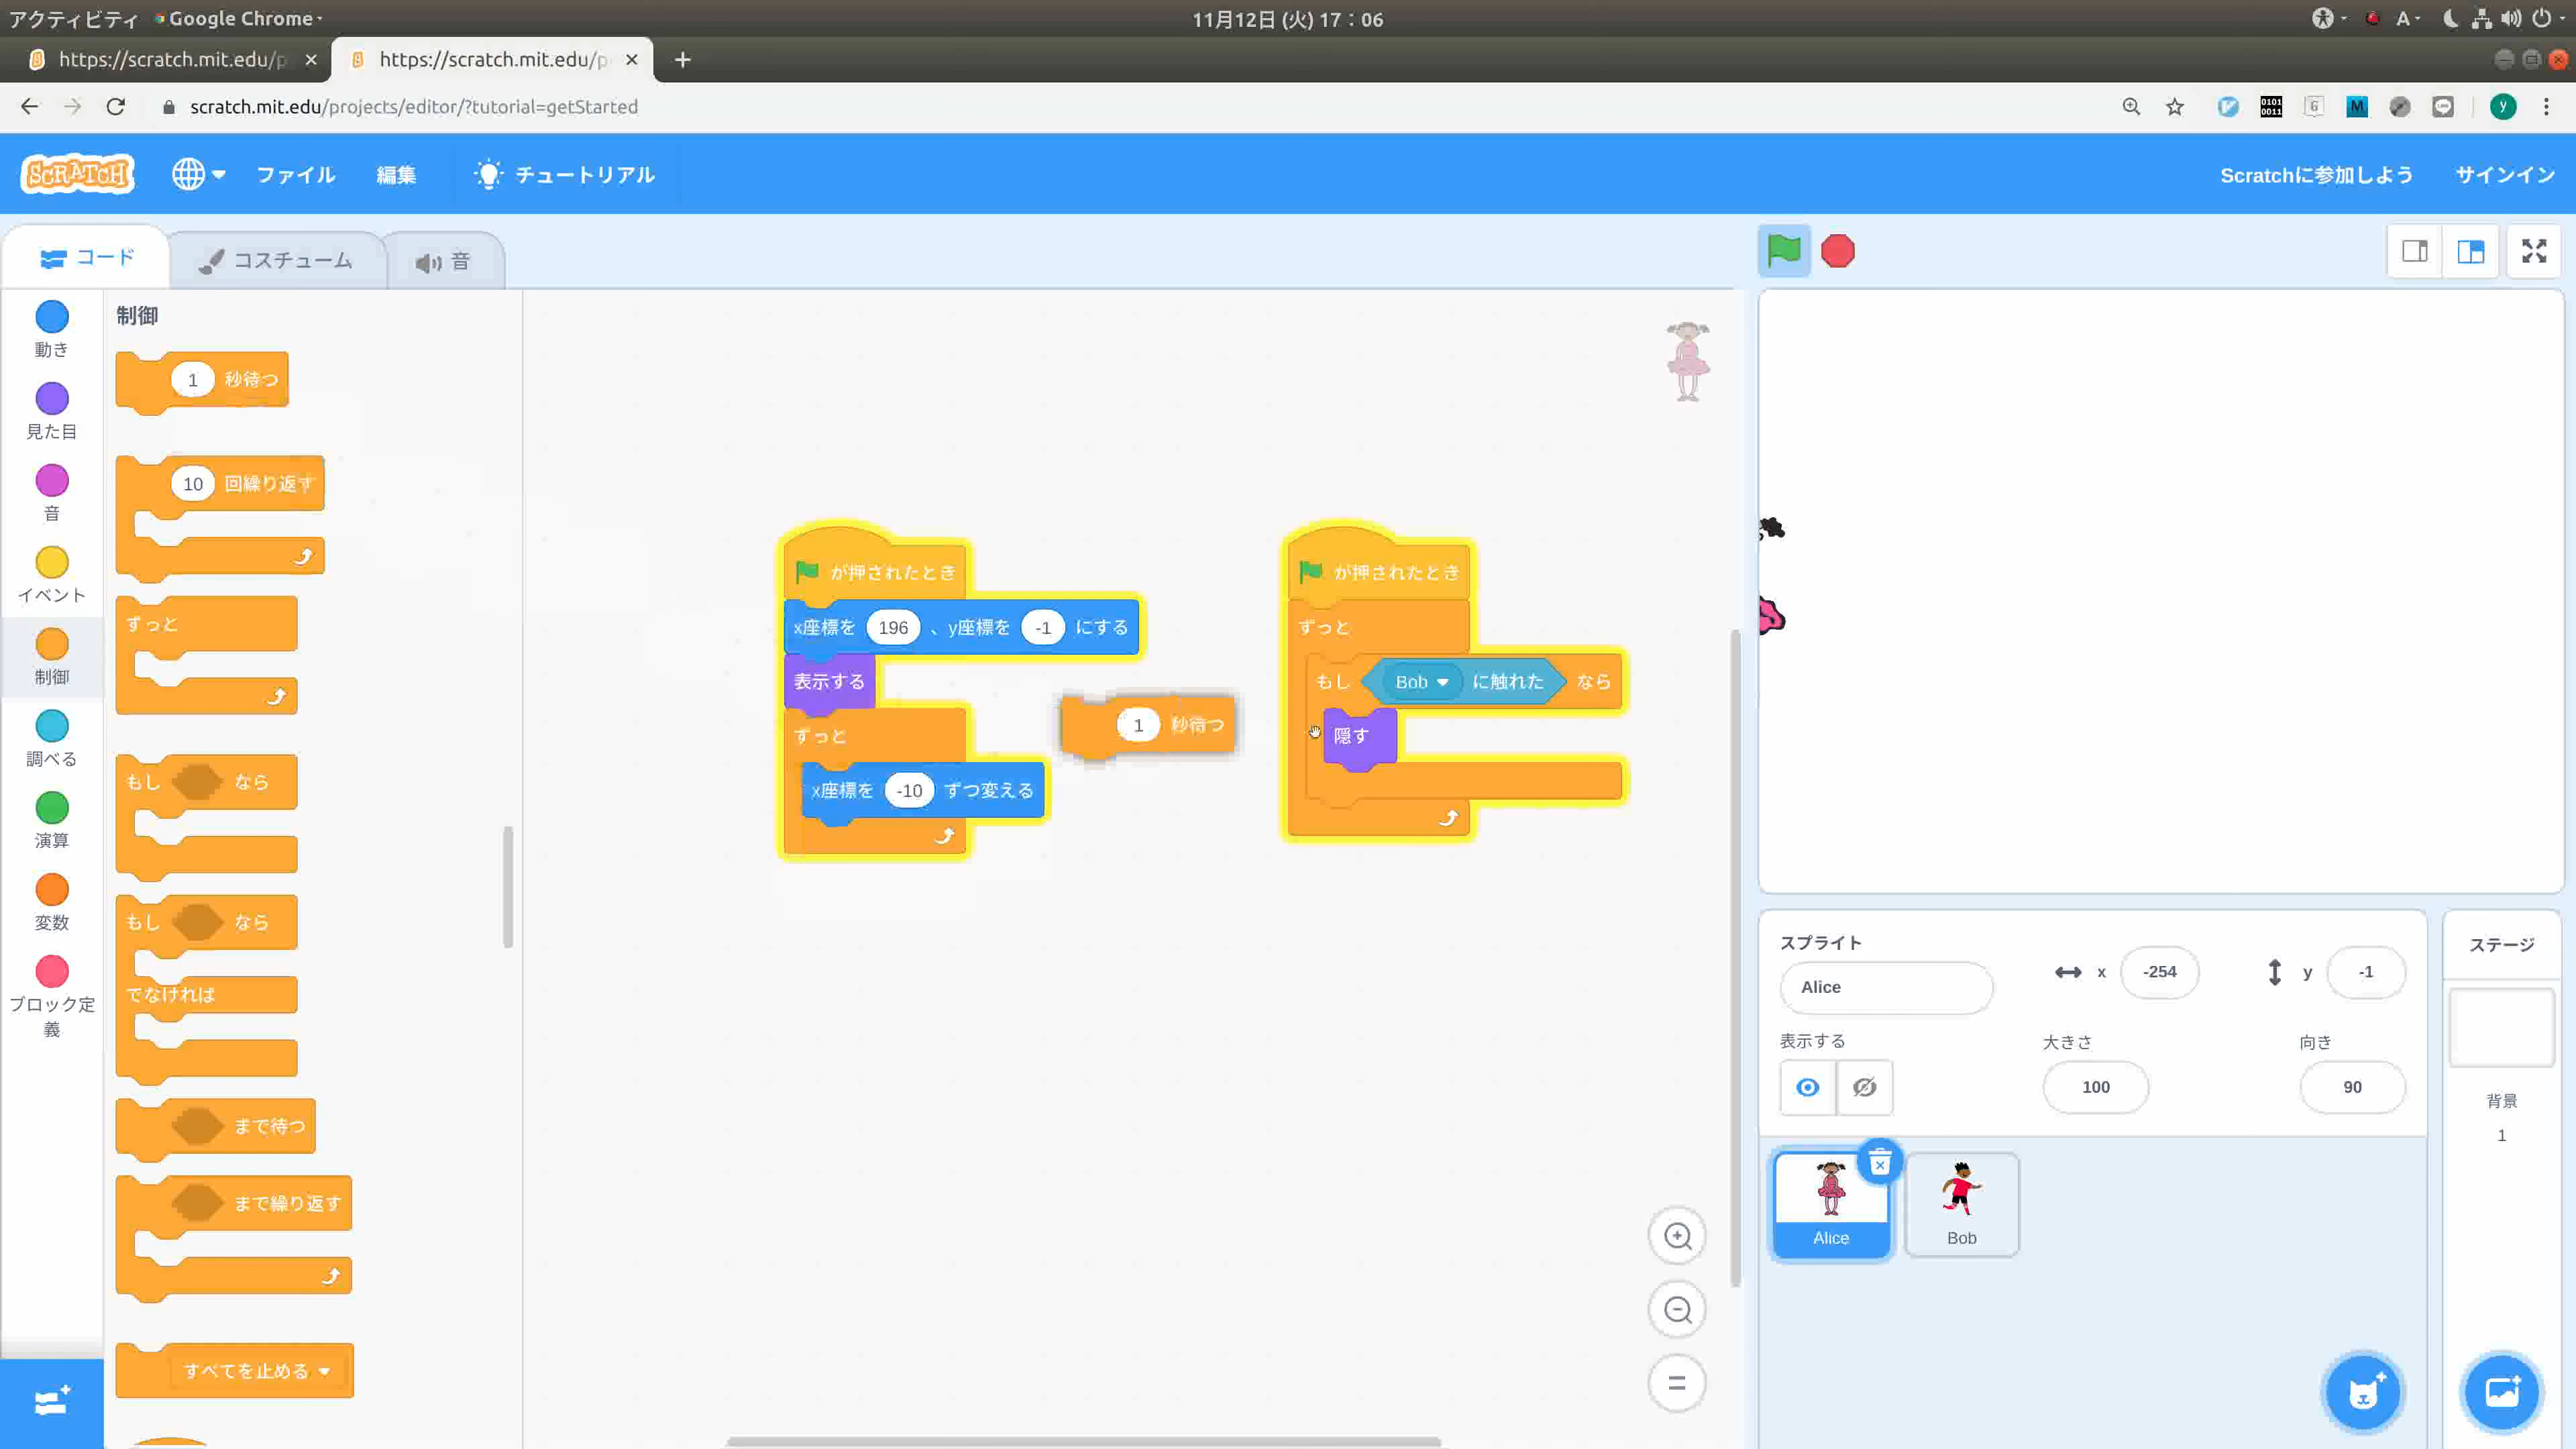 アクティビティ Google Chrome 11月12日 (火) 17：06 A
https://scratch.mit.edu/p × https://scratch.mit.edu/p × +
scratch.mit.edu/projects/editor/?tutorial=getStarted 0101 0011 G M y
SCRATCH ファイル 編集 チュートリアル Scratchに参加しよう サインイン
コード コスチューム 音
動き
見た目
音
イベント
制御
調べる
演算
変数
ブロック定義
制御
1 秒待つ
10 回繰り返す
ずっと
もし なら
もし なら
でなければ
まで待つ
まで繰り返す
すべてを止める
が押されたとき
x座標を 196 、y座標を -1 にする
表示する
ずっと
x座標を -10 ずつ変える
1 秒待つ
が押されたとき
ずっと
もし Bob に触れた なら
隠す
スプライト
Alice x -254 y -1
表示する 大きさ 向き
100 90
Alice Bob
ステージ
背景
1